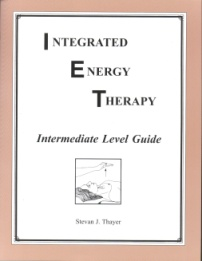 INTEGRATED
ENERGY
THERAPY
Intermediate Level Guide
Stevan J. Thayer